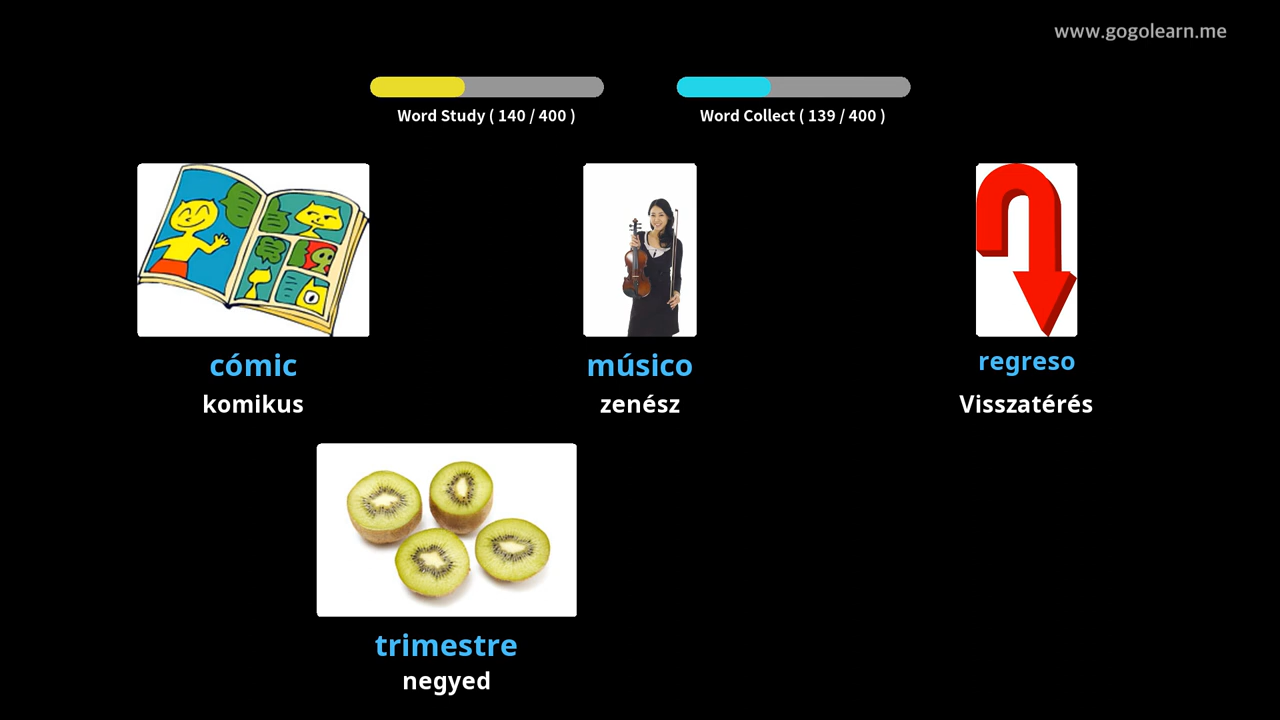 www.gogolearn.me
Word Study ( 140 / 400 )
Word Collect ( 139 / 400 )
cómic
komikus
músico
zenész
regreso
Visszatérés
trimestre
negyed